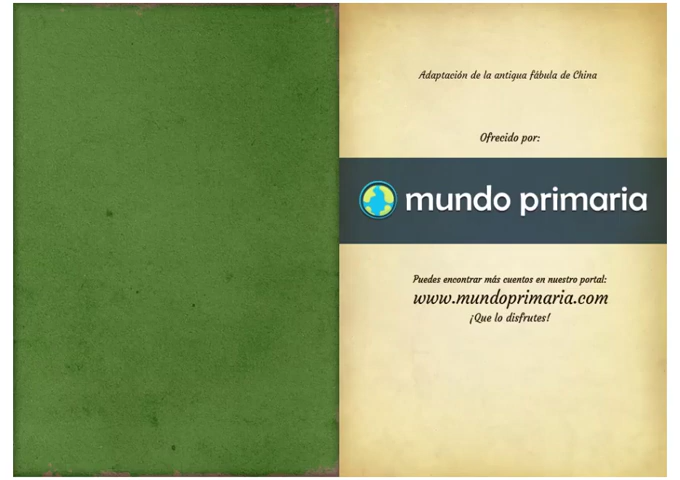 Adaptación de la antigua fábula de China
Ofrecido por:
mundo primaria
Puedes encontrar más cuentos en nuestro portal:
www.mundoprimaria.com
¡Que lo disfrutes!